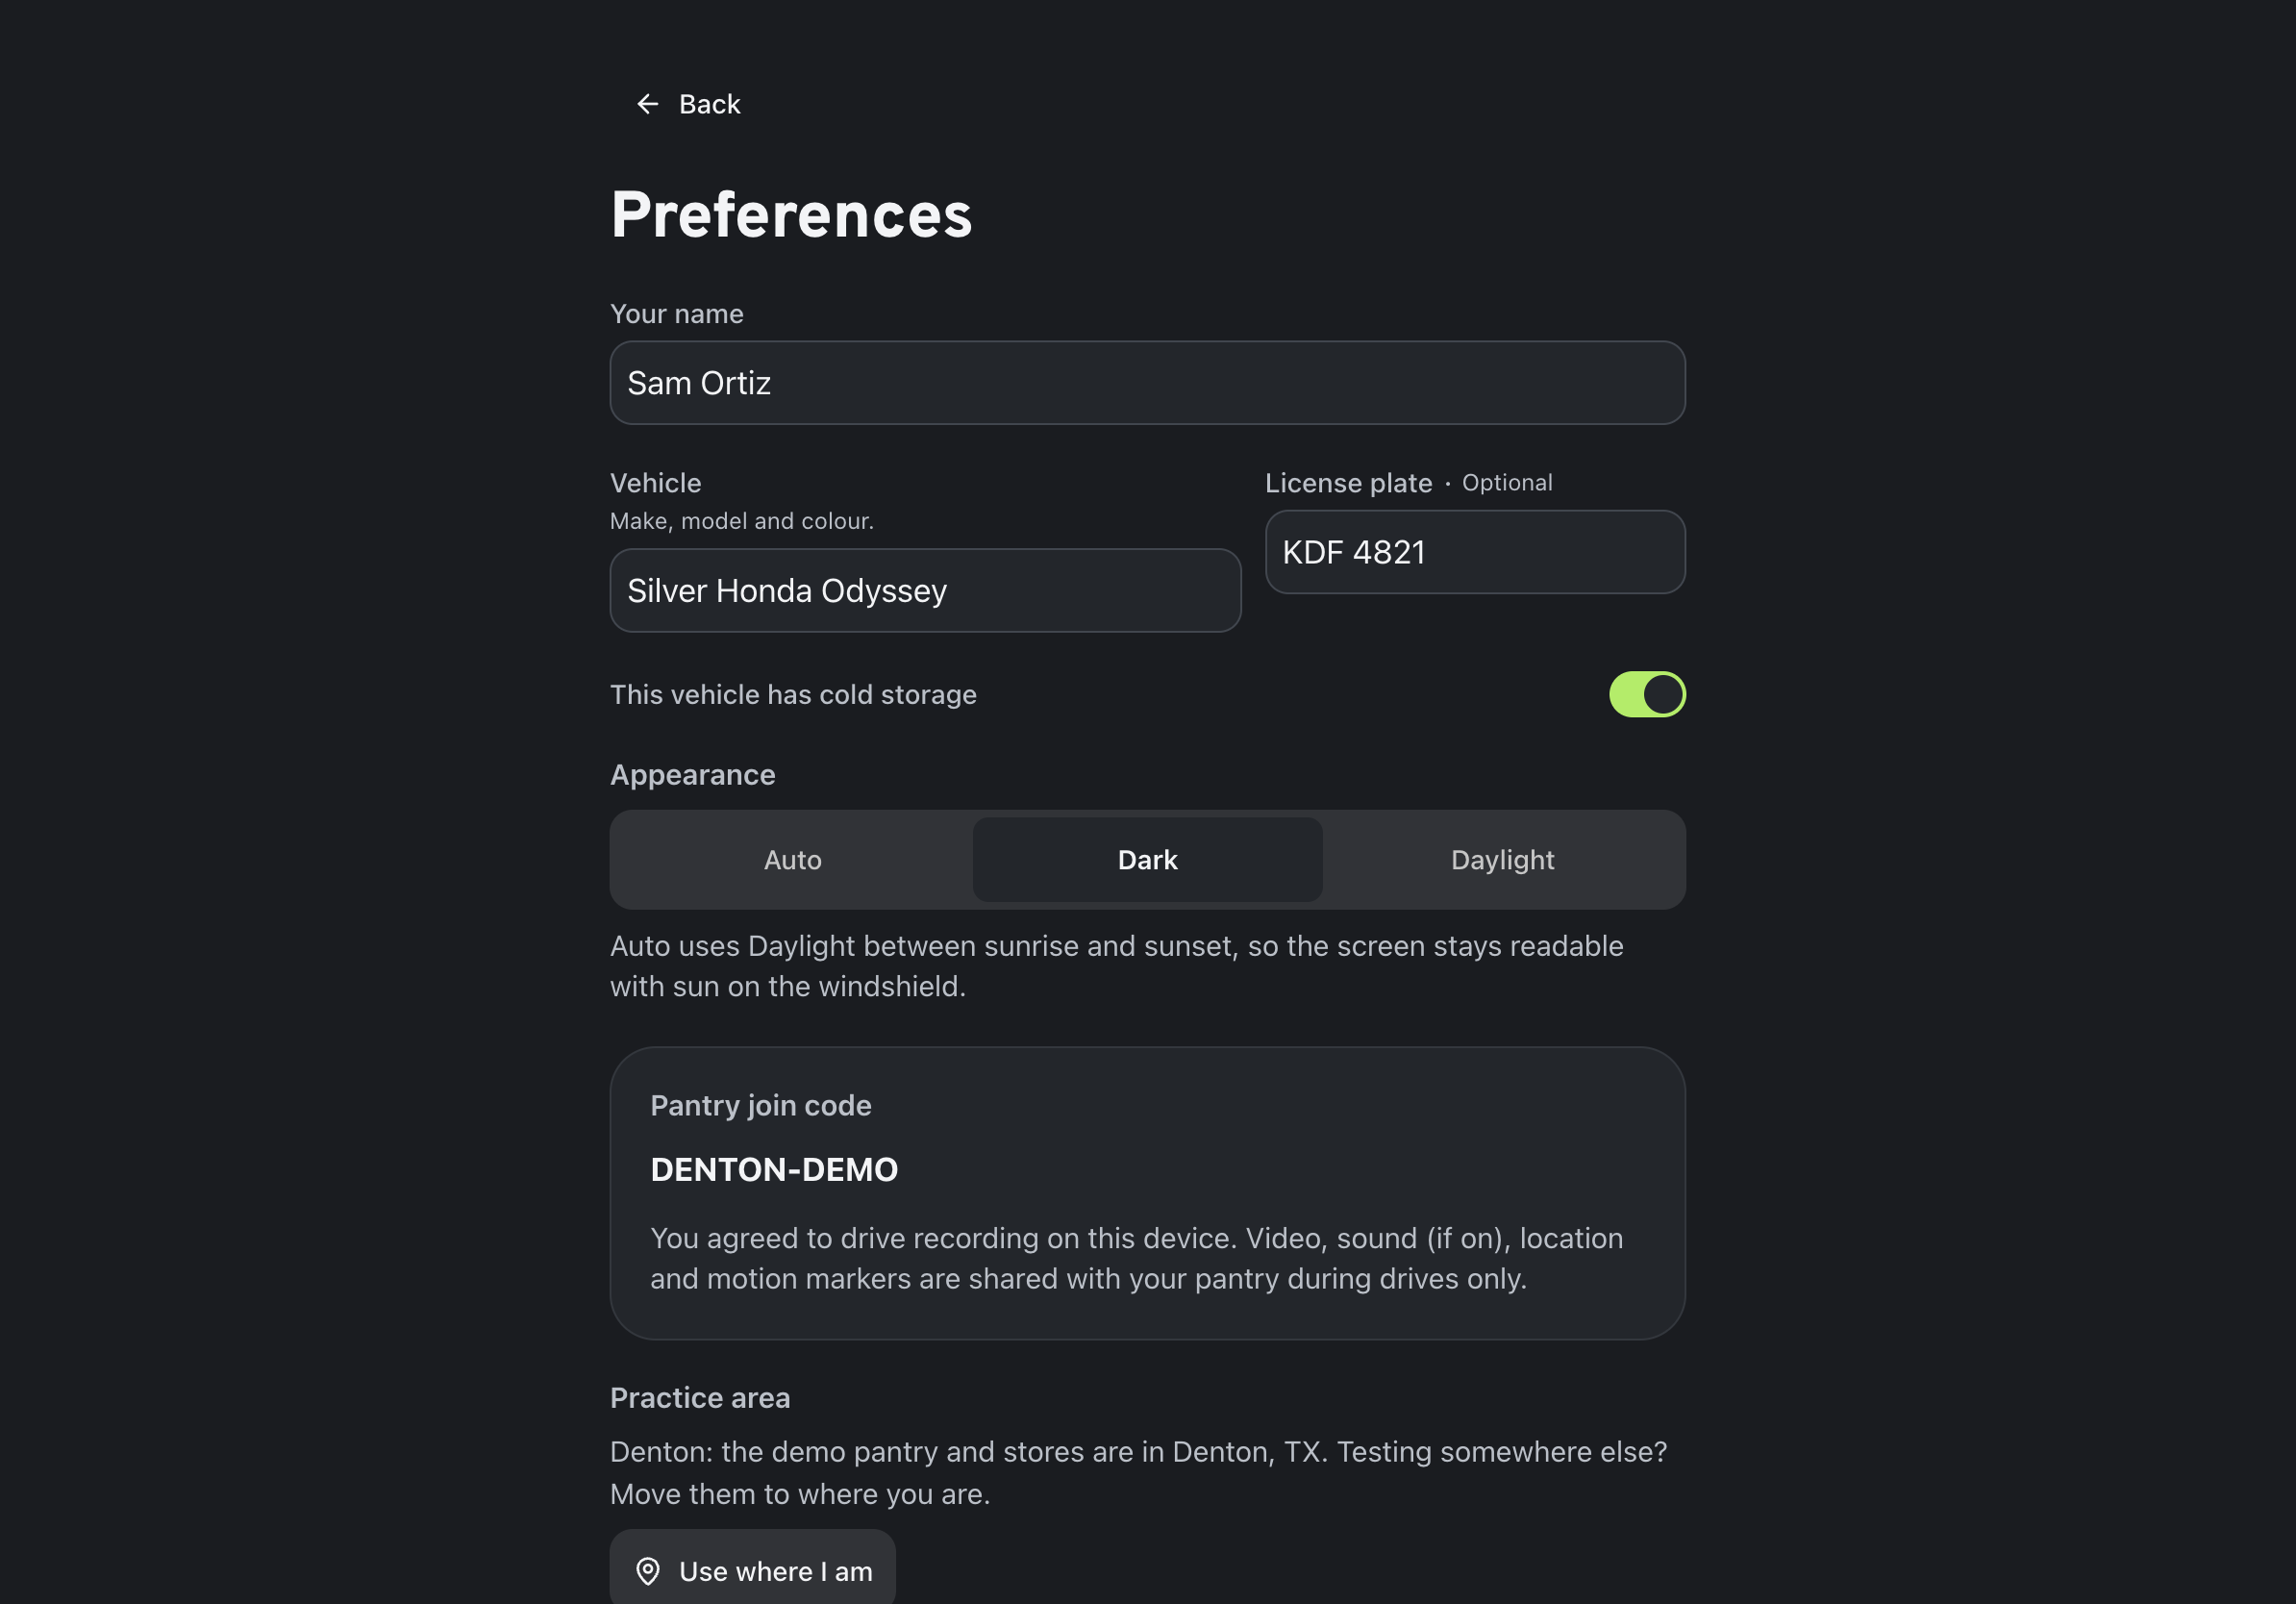 Back
Preferences
Your name
Sam Ortiz
Vehicle
Make, model and colour.
Silver Honda Odyssey
License plate · Optional
KDF 4821
This vehicle has cold storage
Appearance
Auto
Dark
Daylight
Auto uses Daylight between sunrise and sunset, so the screen stays readable
with sun on the windshield.
Pantry join code
DENTON-DEMO
You agreed to drive recording on this device. Video, sound (if on), location
and motion markers are shared with your pantry during drives only.
Practice area
Denton: the demo pantry and stores are in Denton, TX. Testing somewhere else?
Move them to where you are.
Use where I am